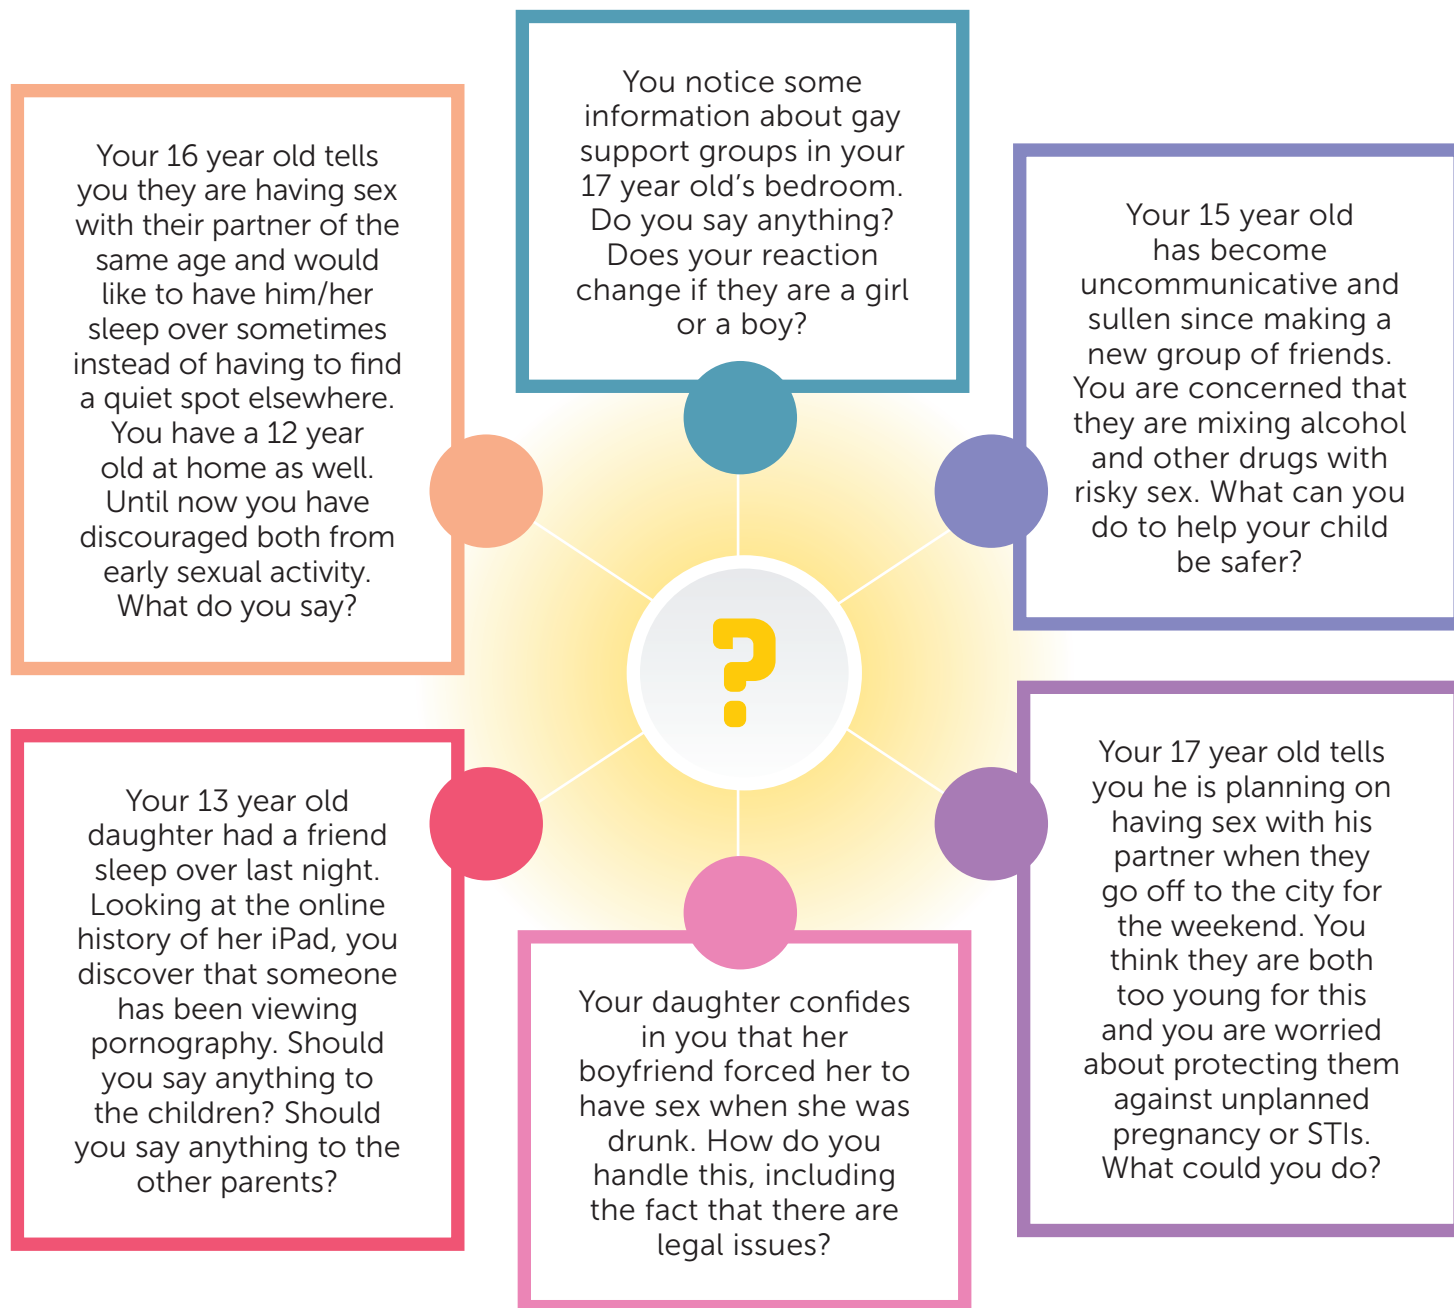 Your 16 year old tells
you they are having sex
with their partner of the
same age and would
like to have him/her
sleep over sometimes
instead of having to find
a quiet spot elsewhere.
You have a 12 year
old at home as well.
Until now you have
discouraged both from
early sexual activity.
What do you say?
You notice some
information about gay
support groups in your
17 year old's bedroom.
Do you say anything?
Does your reaction
change if they are a girl
or a boy?
Your 15 year old
has become
uncommunicative and
sullen since making a
new group of friends.
You are concerned that
they are mixing alcohol
and other drugs with
risky sex. What can you
do to help your child
be safer?
?
Your 13 year old
daughter had a friend
sleep over last night.
Looking at the online
history of her iPad, you
discover that someone
has been viewing
pornography. Should
you say anything to
the children? Should
you say anything to the
other parents?
Your daughter confides
in you that her
boyfriend forced her to
have sex when she was
drunk. How do you
handle this, including
the fact that there are
legal issues?
Your 17 year old tells
you he is planning on
having sex with his
partner when they
go off to the city for
the weekend. You
think they are both
too young for this
and you are worried
about protecting them
against unplanned
pregnancy or STIs.
What could you do?